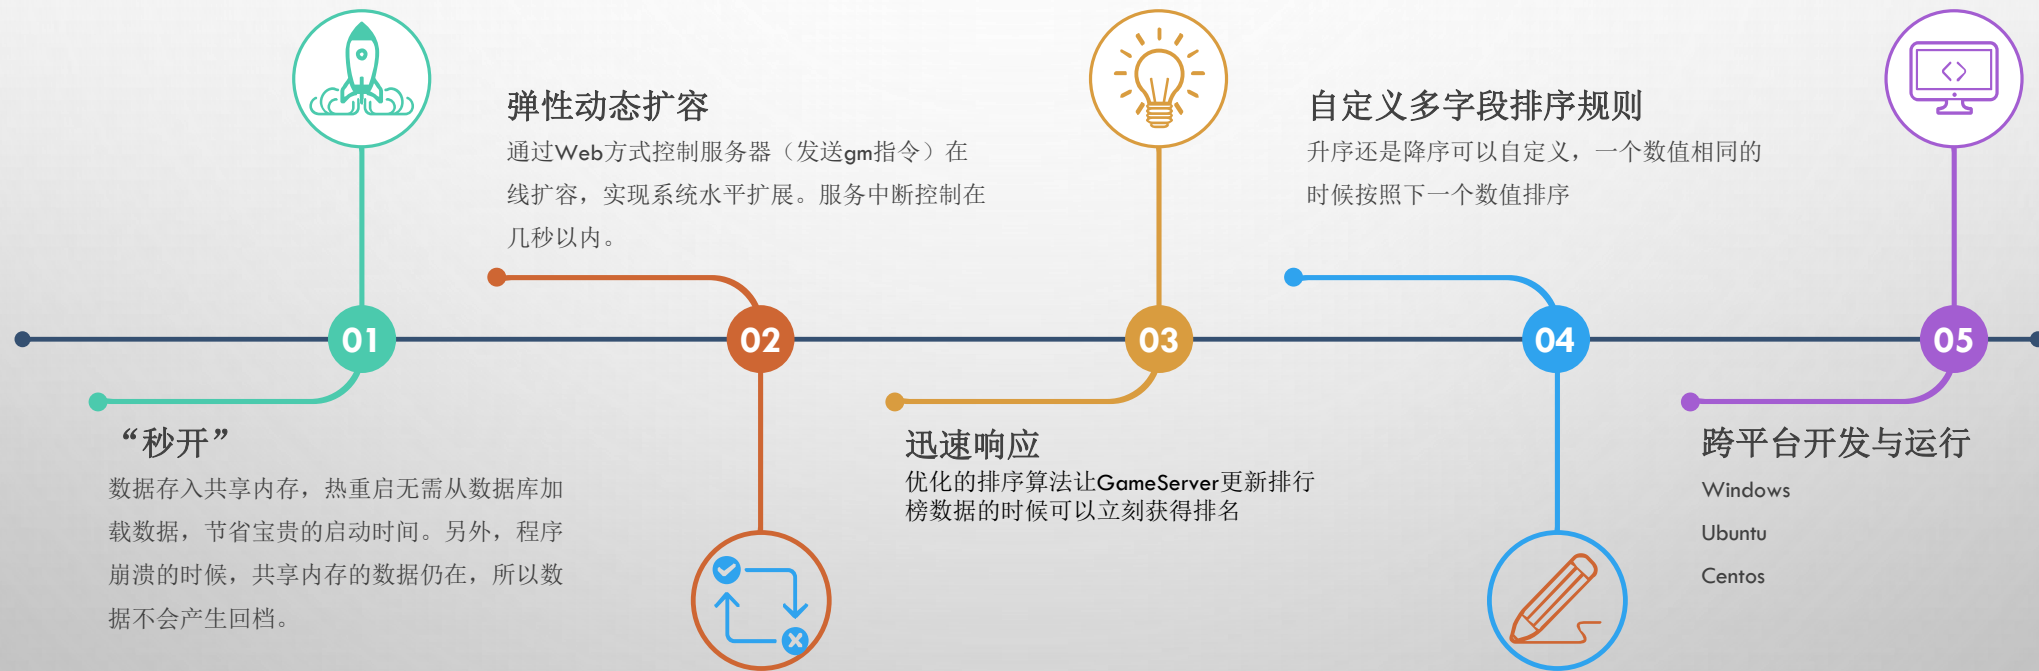 01
“秒开”
数据存入共享内存，热重启无需从数据库加
载数据，节省宝贵的启动时间。另外，程序
崩溃的时候，共享内存的数据仍在，所以数
据不会产生回档。
弹性动态扩容
通过Web方式控制服务器（发送gm指令）在
线扩容，实现系统水平扩展。服务中断控制在
几秒以内。
02
03
迅速响应
优化的排序算法让GameServer更新排行
榜数据的时候可以立刻获得排名
自定义多字段排序规则
升序还是降序可以自定义，一个数值相同的
时候按照下一个数值排序
04
05
跨平台开发与运行
Windows
Ubuntu
Centos